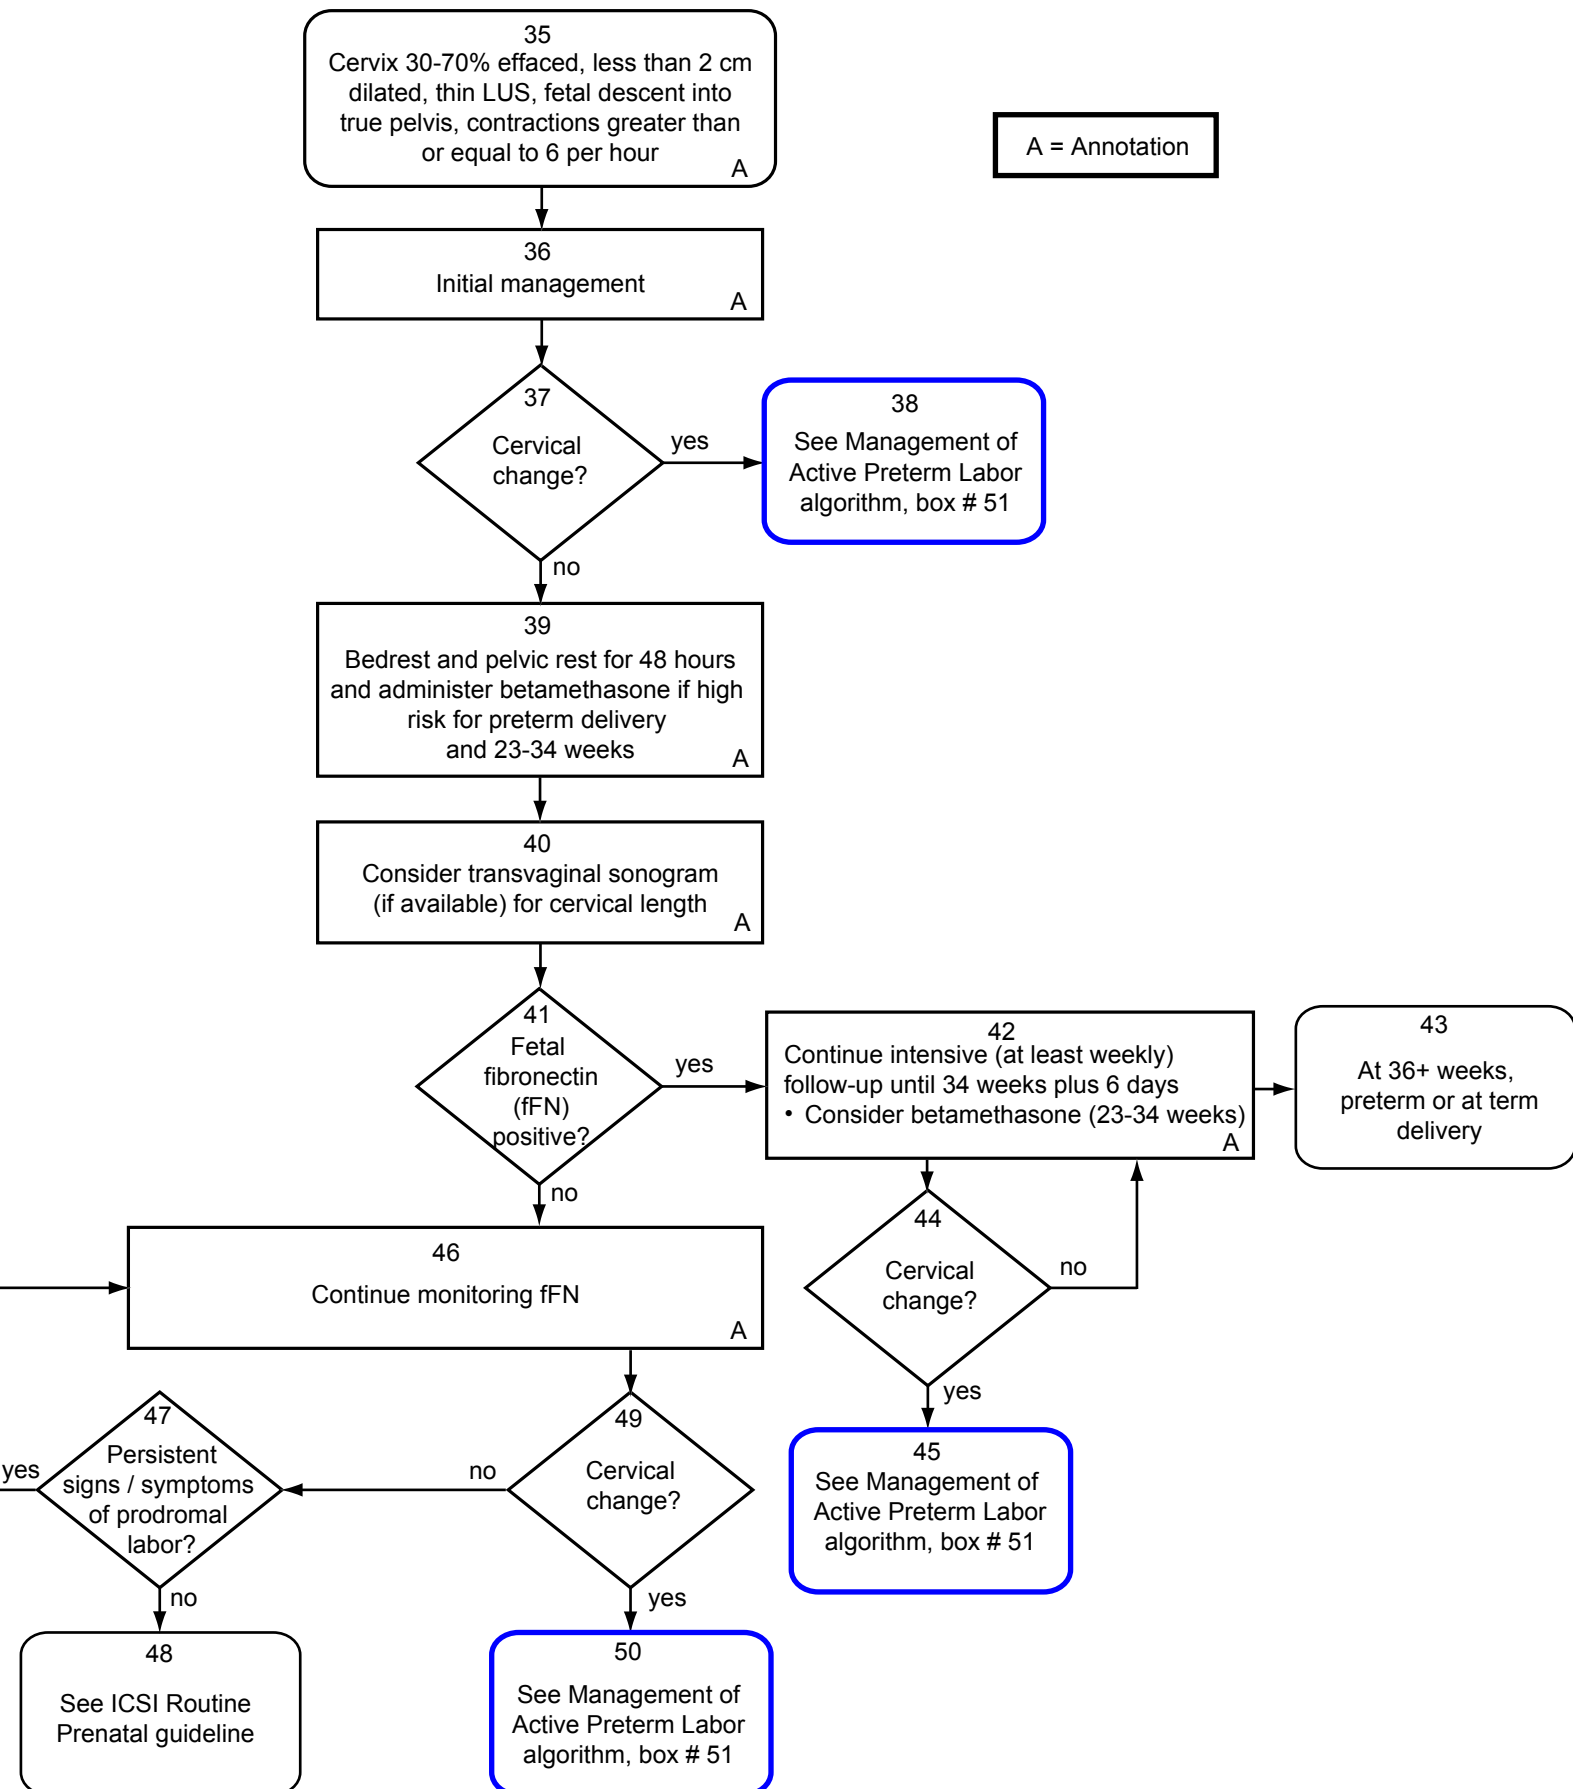 35
Cervix 30-70% effaced, less than 2 cm
dilated, thin LUS, fetal descent into
true pelvis, contractions greater than
or equal to 6 per hour
A
A = Annotation
36
Initial management
A
37
Cervical
change?
yes
38
See Management of
Active Preterm Labor
algorithm, box # 51
no
39
Bedrest and pelvic rest for 48 hours
and administer betamethasone if high
risk for preterm delivery
and 23-34 weeks
A
40
Consider transvaginal sonogram
(if available) for cervical length
A
41
Fetal
fibronectin
(fFN)
positive?
yes
42
Continue intensive (at least weekly)
follow-up until 34 weeks plus 6 days
• Consider betamethasone (23-34 weeks)
A
43
At 36+ weeks,
preterm or at term
delivery
no
44
Cervical
change?
no
yes
45
See Management of
Active Preterm Labor
algorithm, box # 51
46
Continue monitoring fFN
A
47
Persistent
signs / symptoms
of prodromal
labor?
yes
no
49
Cervical
change?
no
yes
48
See ICSI Routine
Prenatal guideline
50
See Management of
Active Preterm Labor
algorithm, box # 51